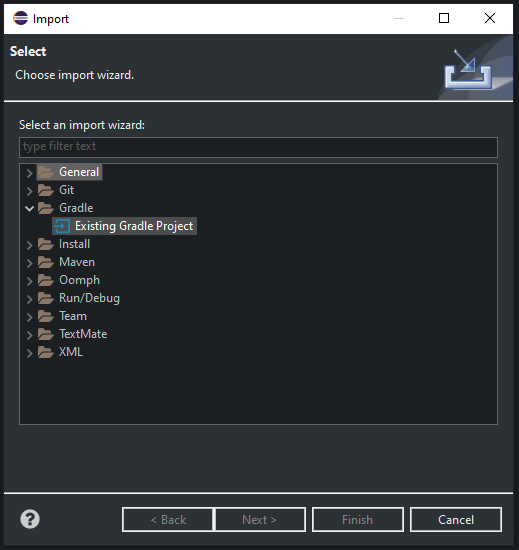 Import
Select
Choose import wizard.
Select an import wizard:
type filter text
General
Git
Gradle
Existing Gradle Project
Install
Maven
Oomph
Run/Debug
Team
TextMate
XML
?
< Back
Next >
Finish
Cancel